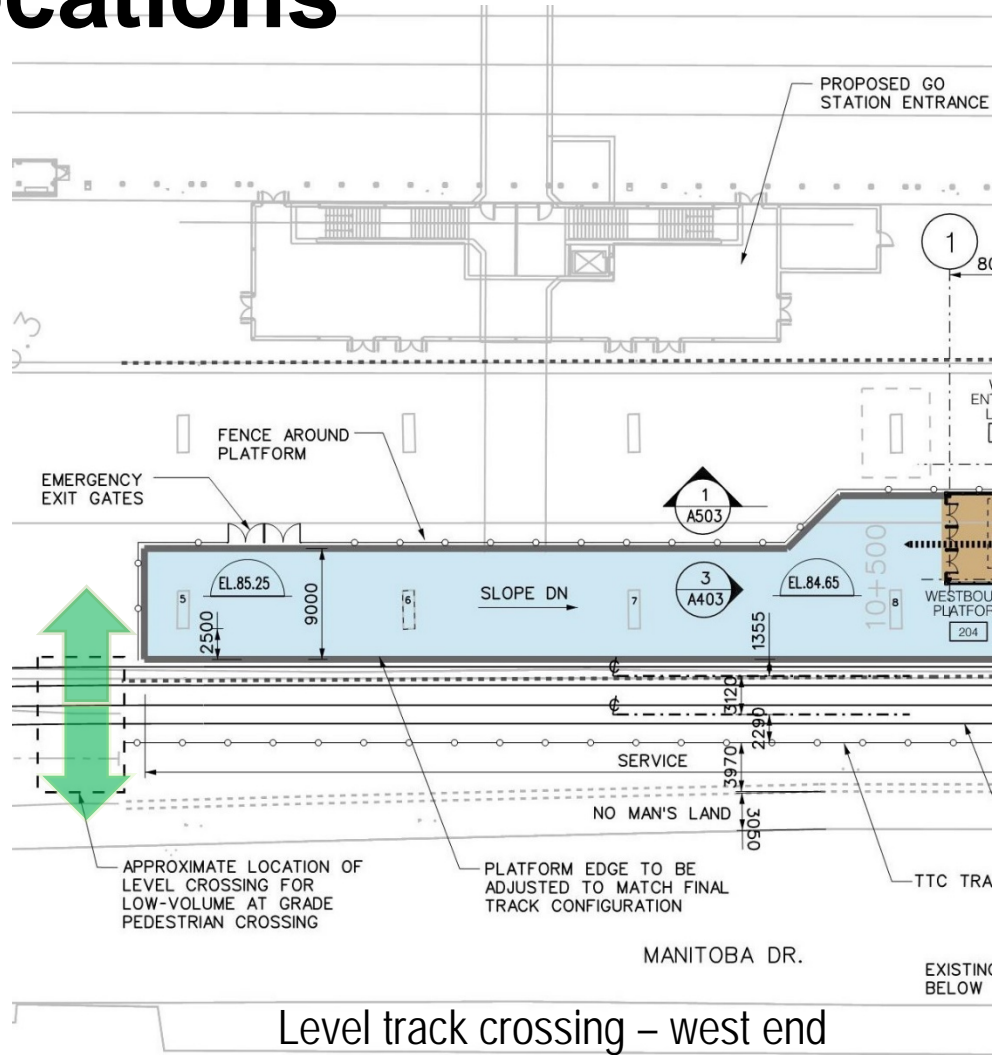 PROPOSED GO
STATION ENTRANCE
1
FENCE AROUND
PLATFORM
EMERGENCY
EXIT GATES
1
A503
EL.85.25
9000
2500
5
6
SLOPE DN
7
3
A403
EL.84.65
10+500
8
1355
204
3120
2290
3970
3050
SERVICE
NO MAN'S LAND
APPROXIMATE LOCATION OF
LEVEL CROSSING FOR
LOW-VOLUME AT GRADE
PEDESTRIAN CROSSING
PLATFORM EDGE TO BE
ADJUSTED TO MATCH FINAL
TRACK CONFIGURATION
TTC
MANITOBA DR.
BELOW
Level track crossing – west end